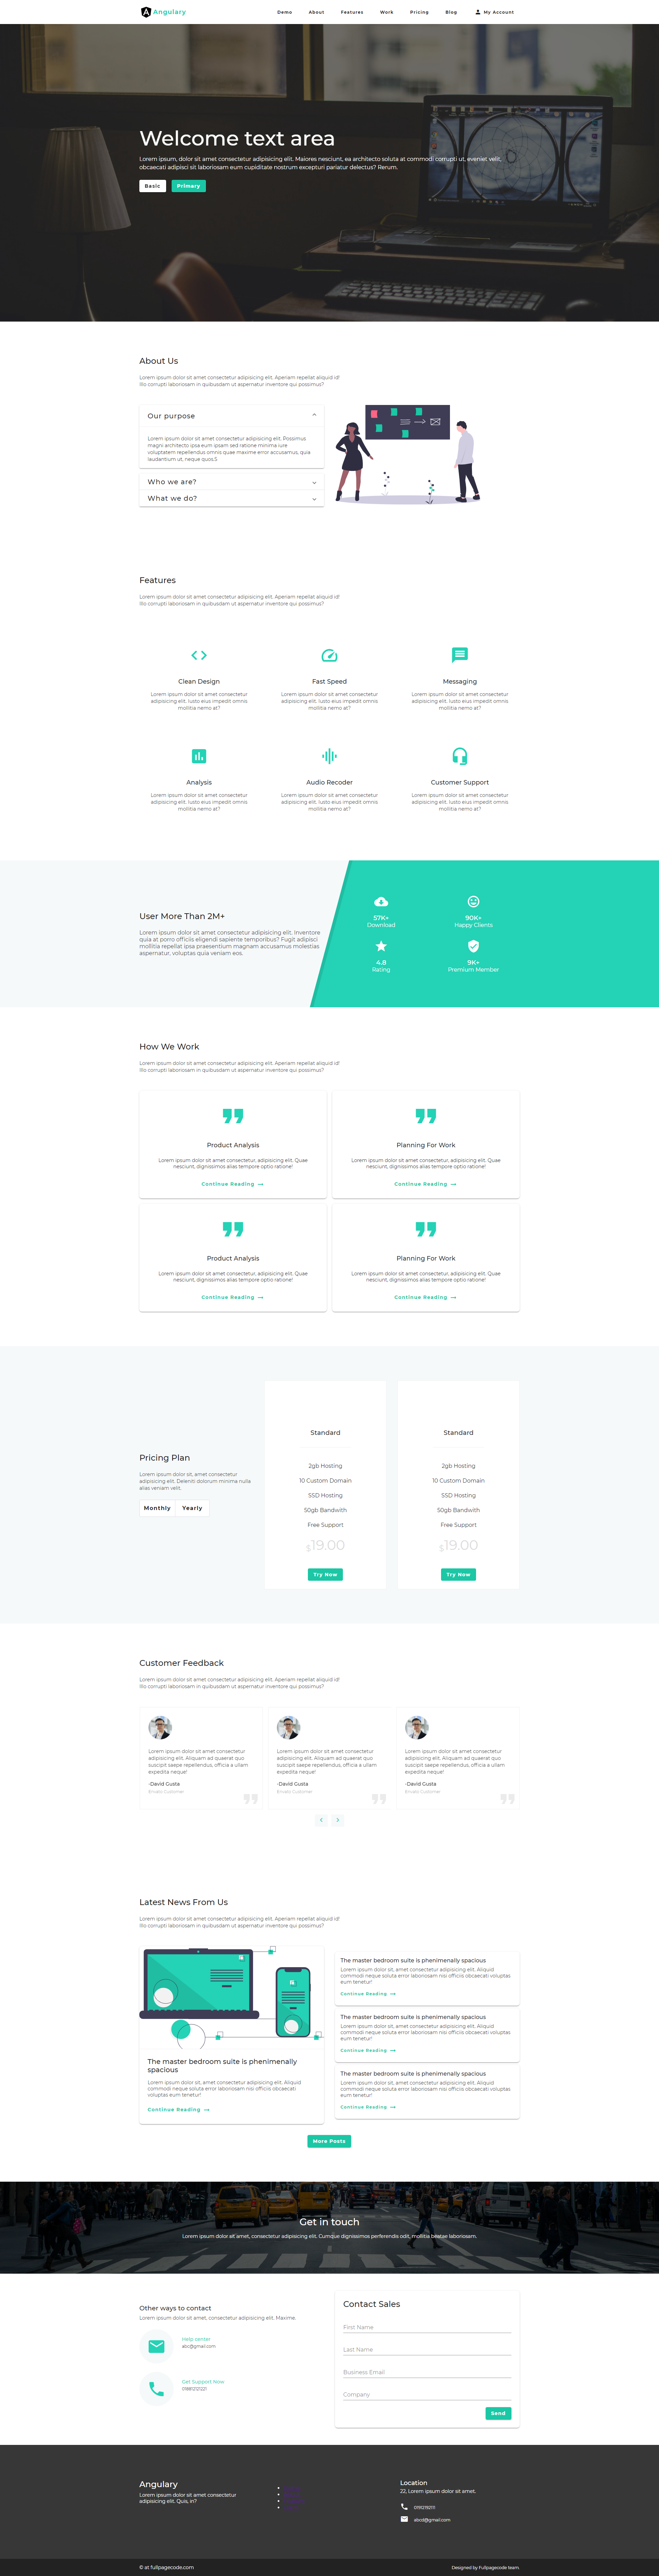 Angulary
Demo About Features Work Pricing Blog My Account
Welcome text area
Lorem ipsum, dolor sit amet consectetur adipisicing elit. Maiores nesciunt, ea architecto soluta at commodi corrupti ut, eveniet velit,
obcaecati adipisci sit laboriosam eum cupiditate nostrum excepturi pariatur delectus? Rerum.
Basic Primary
About Us
Lorem ipsum dolor sit amet consectetur adipisicing elit. Aperiam repellat aliquid id!
Illo corrupti laboriosam in quibusdam ut aspernatur inventore qui possimus?
Our purpose
Lorem ipsum dolor sit amet consectetur adipisicing elit. Possimus
magni architecto ipsa eum ipsam sed ratione minima iure
voluptatem repellendus omnis quae maxime error accusamus, quia
laudantium ut, neque quos.S
Who we are?
What we do?
Features
Lorem ipsum dolor sit amet consectetur adipisicing elit. Aperiam repellat aliquid id!
Illo corrupti laboriosam in quibusdam ut aspernatur inventore qui possimus?
Clean Design
Lorem ipsum dolor sit amet consectetur
adipisicing elit. Iusto eius impedit omnis
mollitia nemo at?
Fast Speed
Lorem ipsum dolor sit amet consectetur
adipisicing elit. Iusto eius impedit omnis
mollitia nemo at?
Messaging
Lorem ipsum dolor sit amet consectetur
adipisicing elit. Iusto eius impedit omnis
mollitia nemo at?
Analysis
Lorem ipsum dolor sit amet consectetur
adipisicing elit. Iusto eius impedit omnis
mollitia nemo at?
Audio Recoder
Lorem ipsum dolor sit amet consectetur
adipisicing elit. Iusto eius impedit omnis
mollitia nemo at?
Customer Support
Lorem ipsum dolor sit amet consectetur
adipisicing elit. Iusto eius impedit omnis
mollitia nemo at?
User More Than 2M+
Lorem ipsum dolor sit amet consectetur adipisicing elit. Inventore
quia at porro officiis eligendi sapiente temporibus? Fugit adipisci
mollitia repellat ipsa praesentium magnam accusamus molestias
aspernatur, voluptas quia veniam eos.
57K+
Download
90K+
Happy Clients
4.8
Rating
9K+
Premium Member
How We Work
Lorem ipsum dolor sit amet consectetur adipisicing elit. Aperiam repellat aliquid id!
Illo corrupti laboriosam in quibusdam ut aspernatur inventore qui possimus?
Product Analysis
Lorem ipsum dolor sit amet consectetur, adipisicing elit. Quae
nesciunt, dignissimos alias tempore optio ratione!
Continue Reading
Planning For Work
Lorem ipsum dolor sit amet consectetur, adipisicing elit. Quae
nesciunt, dignissimos alias tempore optio ratione!
Continue Reading
Product Analysis
Lorem ipsum dolor sit amet consectetur, adipisicing elit. Quae
nesciunt, dignissimos alias tempore optio ratione!
Continue Reading
Planning For Work
Lorem ipsum dolor sit amet consectetur, adipisicing elit. Quae
nesciunt, dignissimos alias tempore optio ratione!
Continue Reading
Pricing Plan
Lorem ipsum dolor, sit amet consectetur
adipisicing elit. Deleniti dolorum minima nulla
alias veniam velit.
Monthly Yearly
Standard
2gb Hosting
10 Custom Domain
SSD Hosting
50gb Bandwith
Free Support
$19.00
Try Now
Standard
2gb Hosting
10 Custom Domain
SSD Hosting
50gb Bandwith
Free Support
$19.00
Try Now
Customer Feedback
Lorem ipsum dolor sit amet consectetur adipisicing elit. Aperiam repellat aliquid id!
Illo corrupti laboriosam in quibusdam ut aspernatur inventore qui possimus?
Lorem ipsum dolor sit amet consectetur
adipisicing elit. Aliquam ad quaerat quo
suscipit saepe repellendus, officia a ullam
expedita neque!
-David Gusta
Envato Customer
Lorem ipsum dolor sit amet consectetur
adipisicing elit. Aliquam ad quaerat quo
suscipit saepe repellendus, officia a ullam
expedita neque!
-David Gusta
Envato Customer
Lorem ipsum dolor sit amet consectetur
adipisicing elit. Aliquam ad quaerat quo
suscipit saepe repellendus, officia a ullam
expedita neque!
-David Gusta
Envato Customer
Latest News From Us
Lorem ipsum dolor sit amet consectetur adipisicing elit. Aperiam repellat aliquid id!
Illo corrupti laboriosam in quibusdam ut aspernatur inventore qui possimus?
The master bedroom suite is phenimenally
spacious
Lorem ipsum dolor sit, amet consectetur adipisicing elit. Aliquid
commodi neque soluta error laboriosam nisi officiis obcaecati
voluptas eum tenetur!
Continue Reading
The master bedroom suite is phenimenally spacious
Lorem ipsum dolor sit, amet consectetur adipisicing elit. Aliquid
commodi neque soluta error laboriosam nisi officiis obcaecati voluptas
eum tenetur!
Continue Reading
The master bedroom suite is phenimenally spacious
Lorem ipsum dolor sit, amet consectetur adipisicing elit. Aliquid
commodi neque soluta error laboriosam nisi officiis obcaecati voluptas
eum tenetur!
Continue Reading
The master bedroom suite is phenimenally spacious
Lorem ipsum dolor sit, amet consectetur adipisicing elit. Aliquid
commodi neque soluta error laboriosam nisi officiis obcaecati voluptas
eum tenetur!
Continue Reading
More Posts
Get in touch
Lorem ipsum dolor sit amet, consectetur adipisicing elit. Cumque dignissimos perferendis odit, mollitia beatae laboriosam.
Other ways to contact
Lorem ipsum dolor sit amet, consectetur adipisicing elit. Maxime.
Help center
abc@gmail.com
Get Support Now
Contact Sales
First Name
Last Name
Business Email
Company
Send
Angulary
Lorem ipsum dolor sit amet consectetur
adipisicing elit. Quis, in?
Location
22, Lorem ipsum dolor sit amet.
abcd@gmail.com
© at fullpagecode.com
Designed by Fullpagecode team.